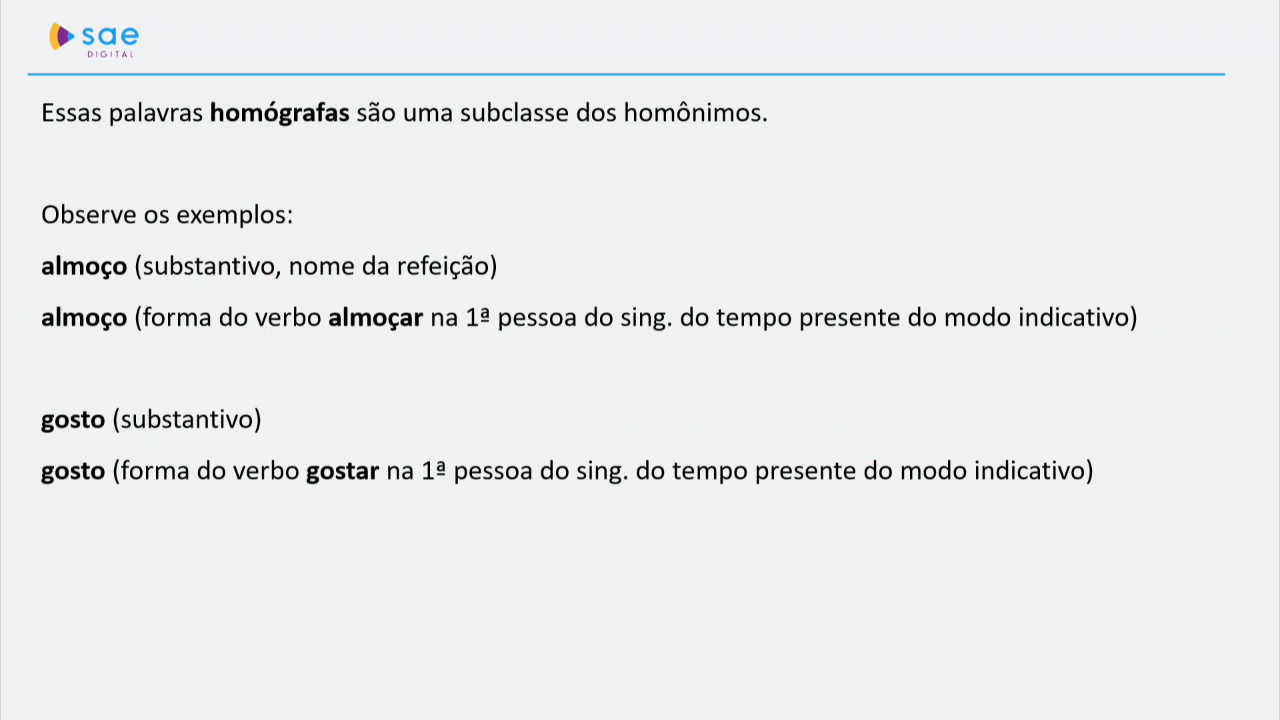 sae
DIGITAL
Essas palavras homógrafas são uma subclasse dos homônimos.
Observe os exemplos:
almoço (substantivo, nome da refeição)
almoço (forma do verbo almoçar na 1ª pessoa do sing. do tempo presente do modo indicativo)
gosto (substantivo)
gosto (forma do verbo gostar na 1ª pessoa do sing. do tempo presente do modo indicativo)